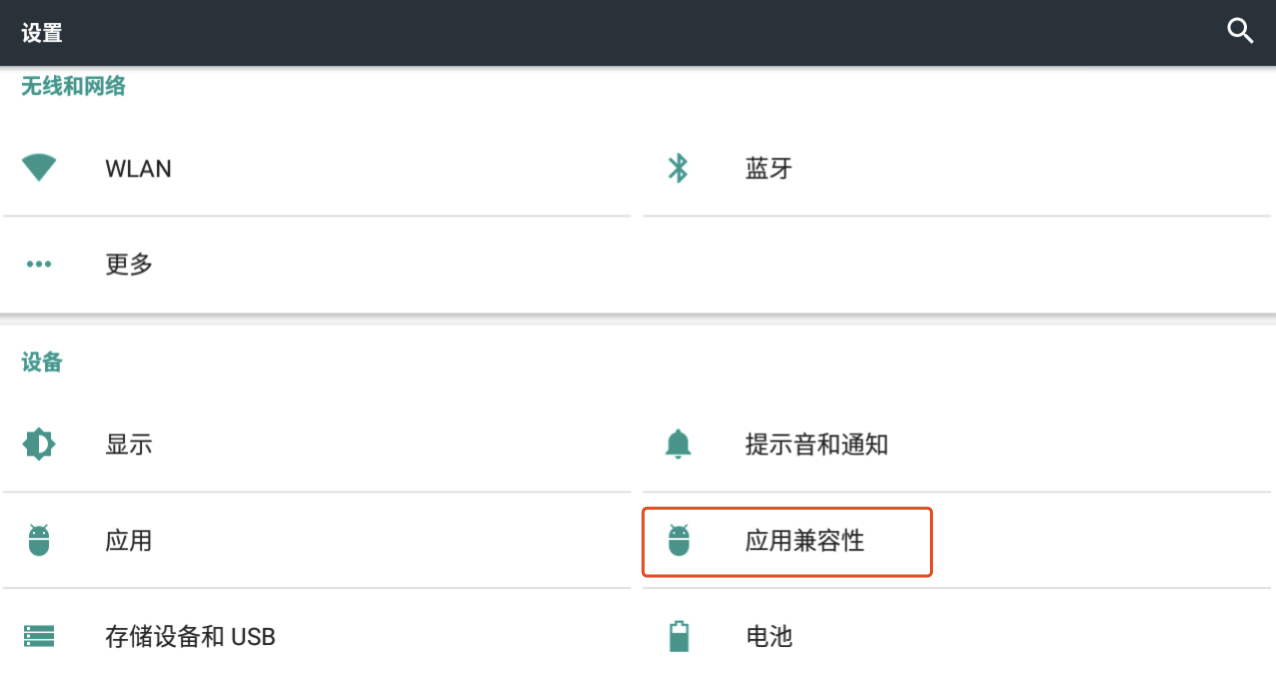 设置
无线和网络
WLAN
蓝牙
更多
设备
显示
提示音和通知
应用
应用兼容性
存储设备和 USB
电池